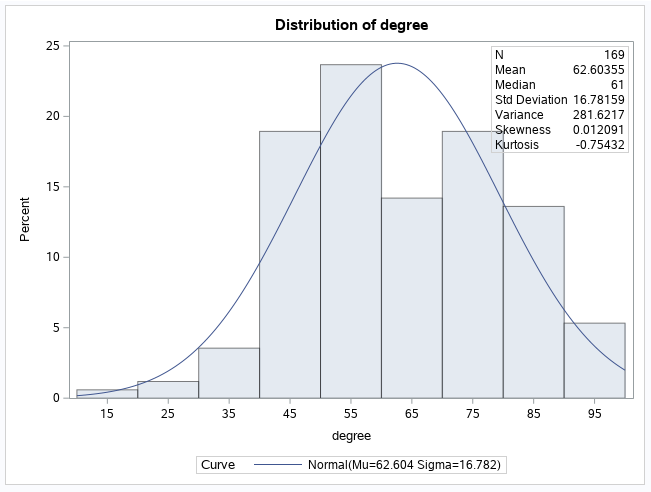 Distribution of degree
25
20
15
10
5
0
Percent
N 169
Mean 62.60355
Median 61
Std Deviation 16.78159
Variance 281.6217
Skewness 0.012091
Kurtosis -0.75432
15 25 35 45 55 65 75 85 95
degree
Curve Normal(Mu=62.604 Sigma=16.782)